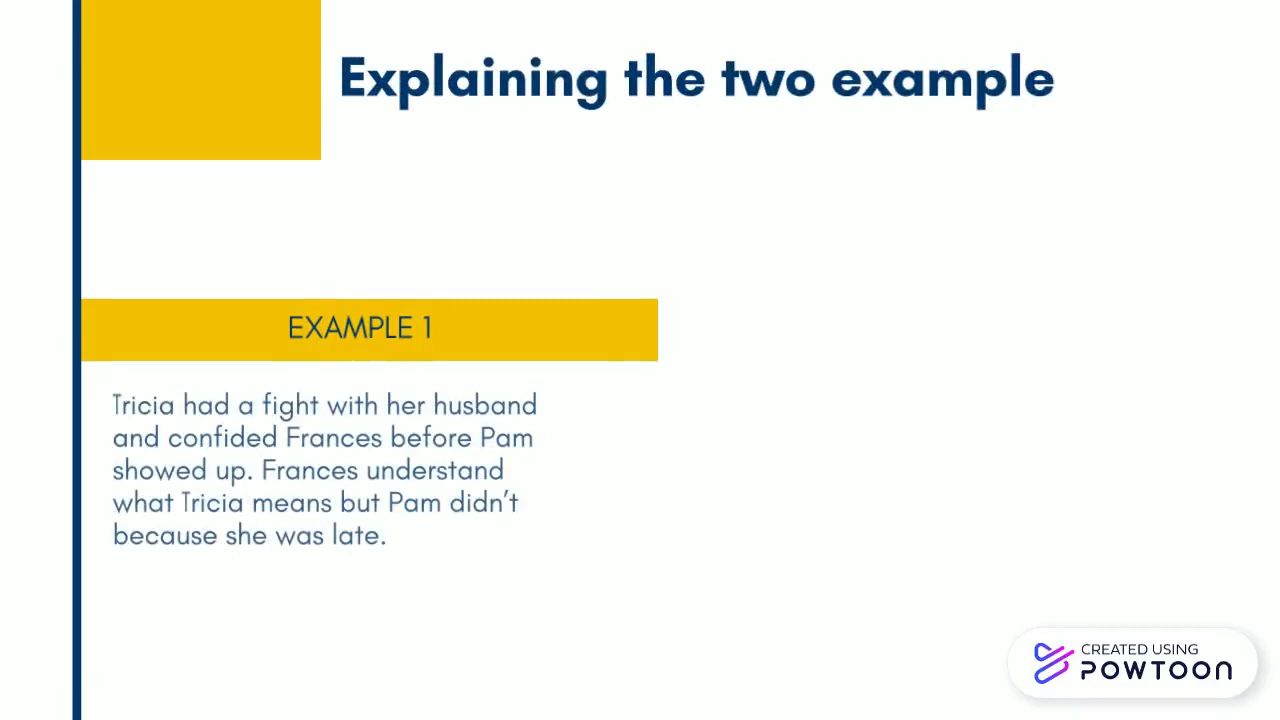 Explaining the two example
EXAMPLE 1
Tricia had a fight with her husband
and confided Frances before Pam
showed up. Frances understand
what Tricia means but Pam didn't
because she was late.
CREATED USING
POWTOON